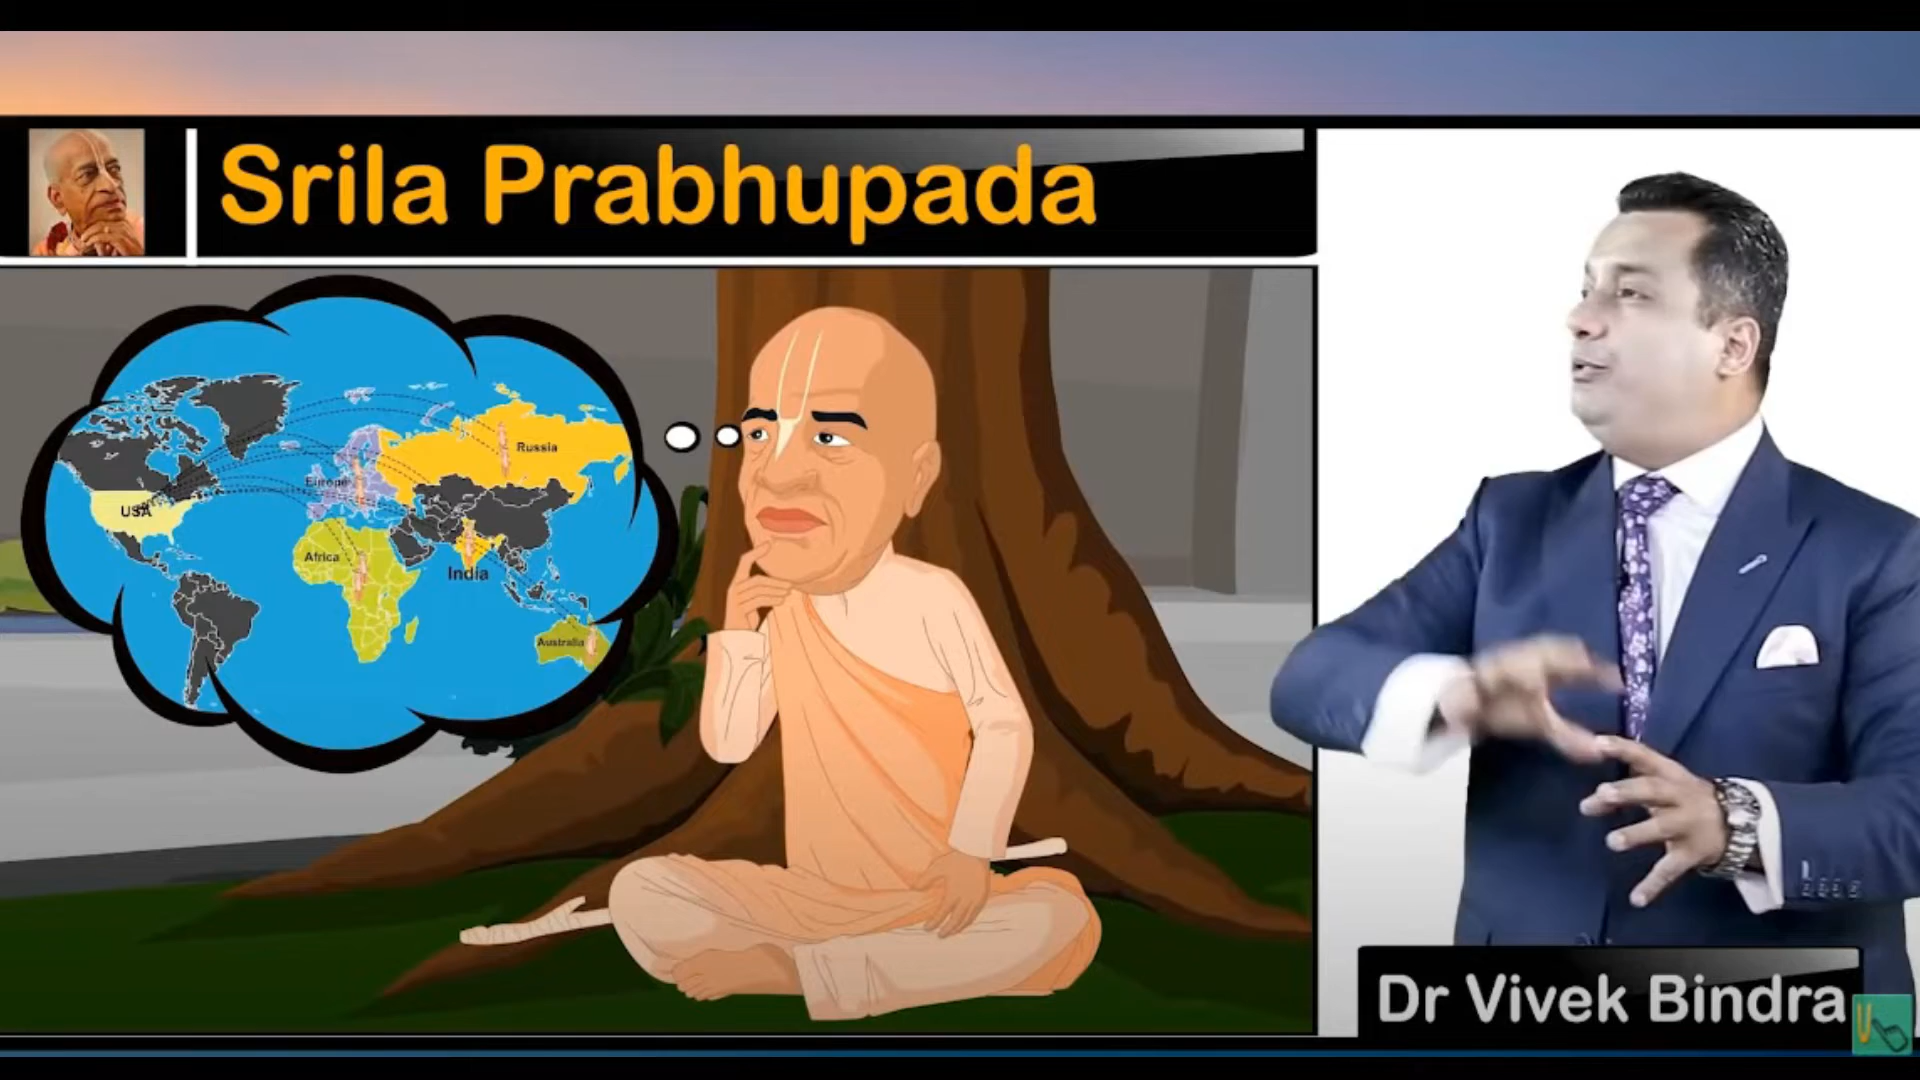 Srila Prabhupada
Russia
Europe
USA
Africa
India
Australia
Dr Vivek Bindra